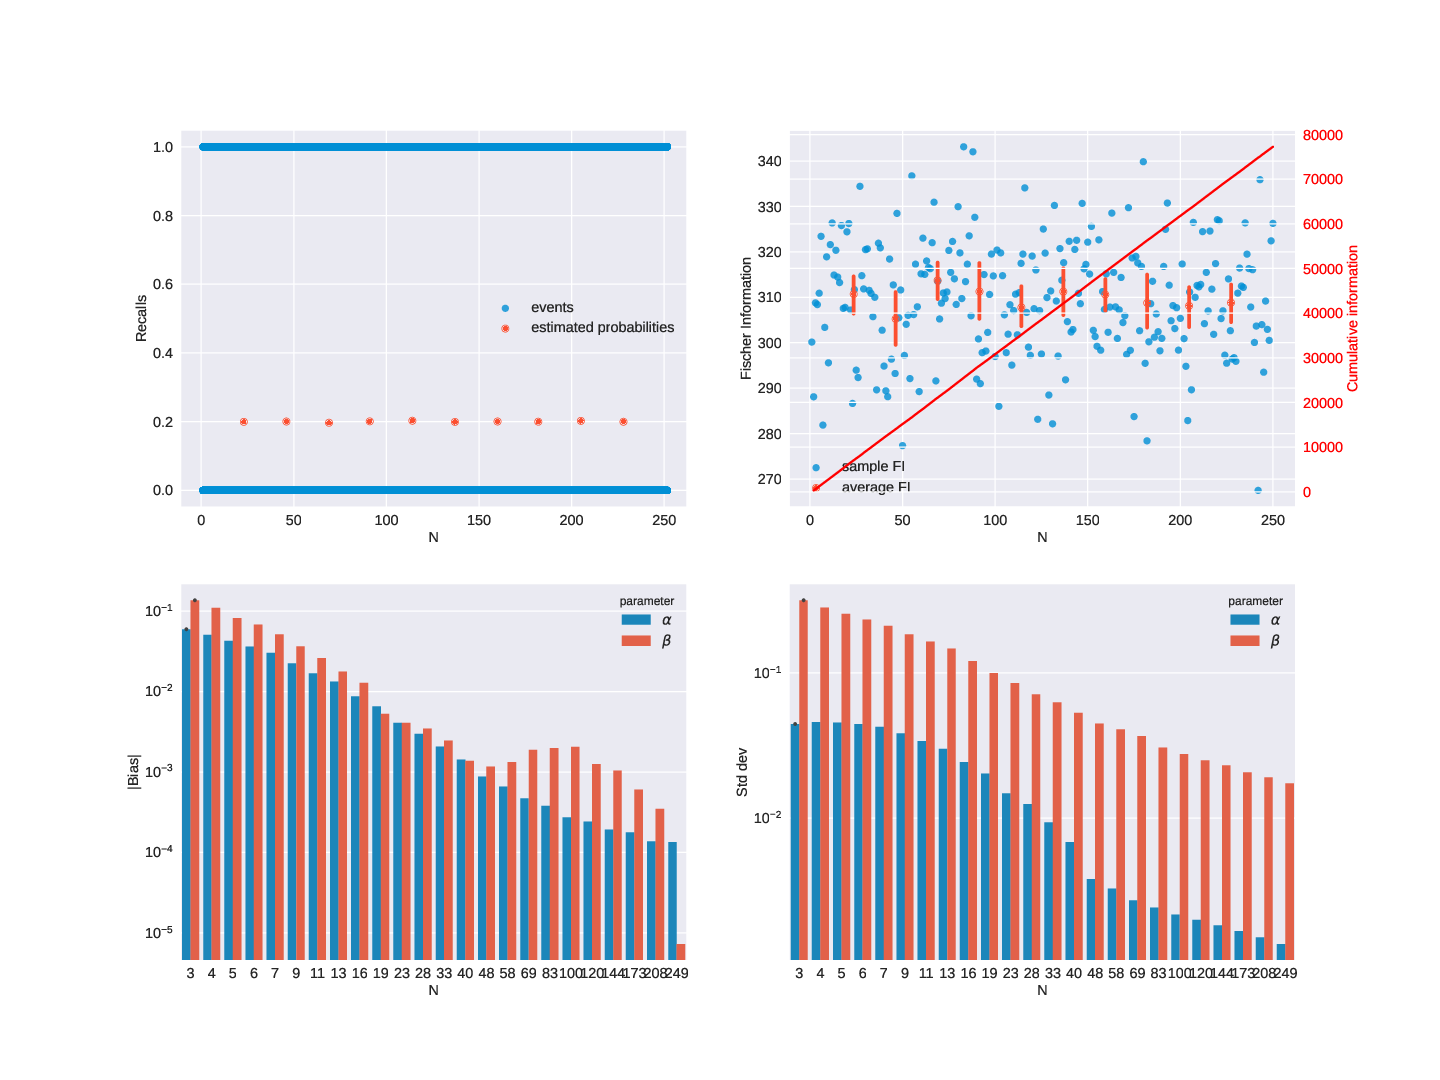 1.0
0.8
0.6
0.4
0.2
0.0
Recalls
events
estimated probabilities
0 50 100 150 200 250
N
340
330
320
310
300
290
280
270
Fischer Information
sample FI
average FI
80000
70000
60000
50000
40000
30000
20000
10000
0
Cumulative information
0 50 100 150 200 250
N
10⁻¹
10⁻²
10⁻³
10⁻⁴
10⁻⁵
|Bias|
parameter
α
β
3 4 5 6 7 9 11 13 16 19 23 28 33 40 48 58 69 83 100 120 144 173 208 249
N
10⁻¹
10⁻²
Std dev
parameter
α
β
3 4 5 6 7 9 11 13 16 19 23 28 33 40 48 58 69 83 100 120 144 173 208 249
N